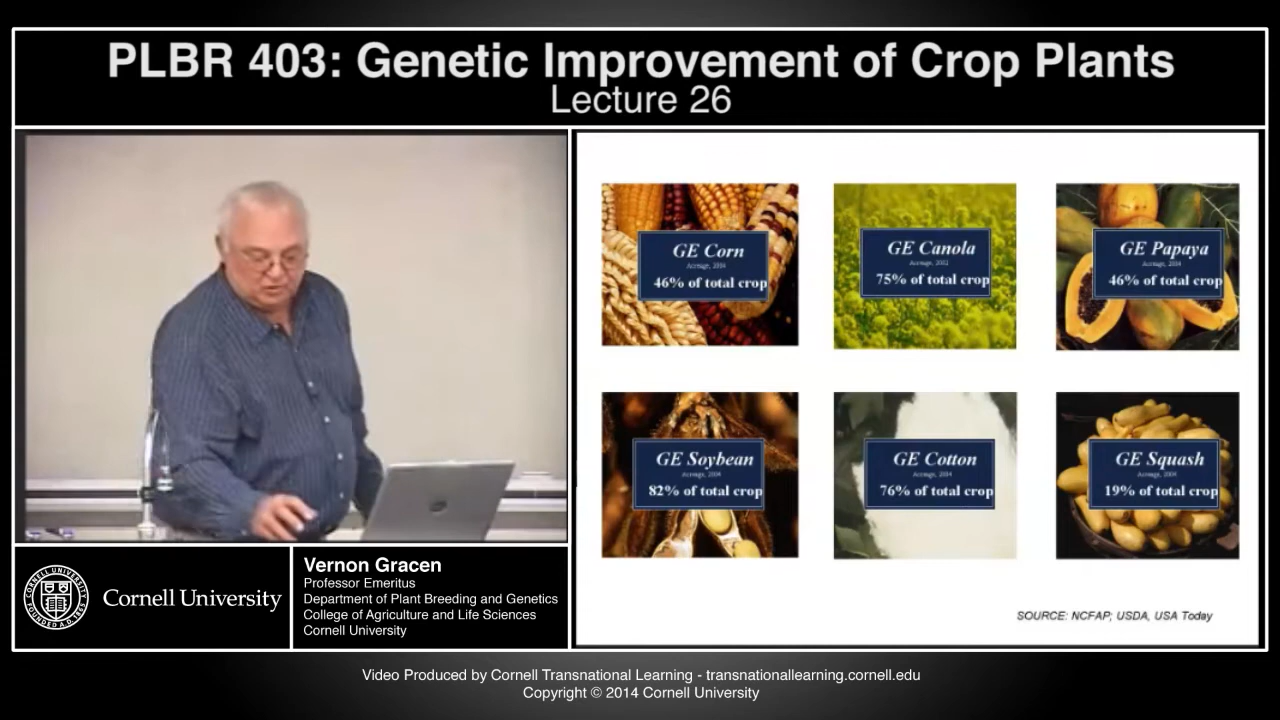 PLBR 403: Genetic Improvement of Crop Plants
Lecture 26
GE Corn
Acreage, 2004
46% of total crop
GE Canola
Acreage, 2002
75% of total crop
GE Papaya
Acreage, 2004
46% of total crop
GE Soybean
Acreage, 2004
82% of total crop
GE Cotton
Acreage, 2004
76% of total crop
GE Squash
Acreage, 2004
19% of total crop
SOURCE: NCFAP; USDA, USA Today
Cornell University
Vernon Gracen
Professor Emeritus
Department of Plant Breeding and Genetics
College of Agriculture and Life Sciences
Cornell University
Video Produced by Cornell Transnational Learning - transnationallearning.cornell.edu
Copyright © 2014 Cornell University